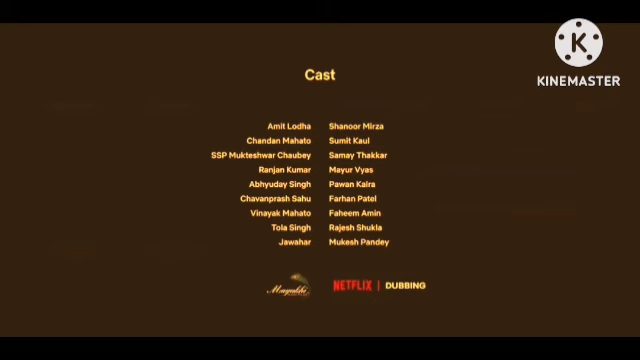 KINEMASTER
Cast
Amit Lodha Shanoor Mirza
Chandan Mahato Sumit Kaul
SSP Mukteshwar Chaubey Samay Thakkar
Ranjan Kumar Mayur Vyas
Abhyuday Singh Pawan Kalra
Chavanprash Sahu Farhan Patel
Vinayak Mahato Faheem Amin
Tola Singh Rajesh Shukla
Jawahar Mukesh Pandey
NETFLIX | DUBBING